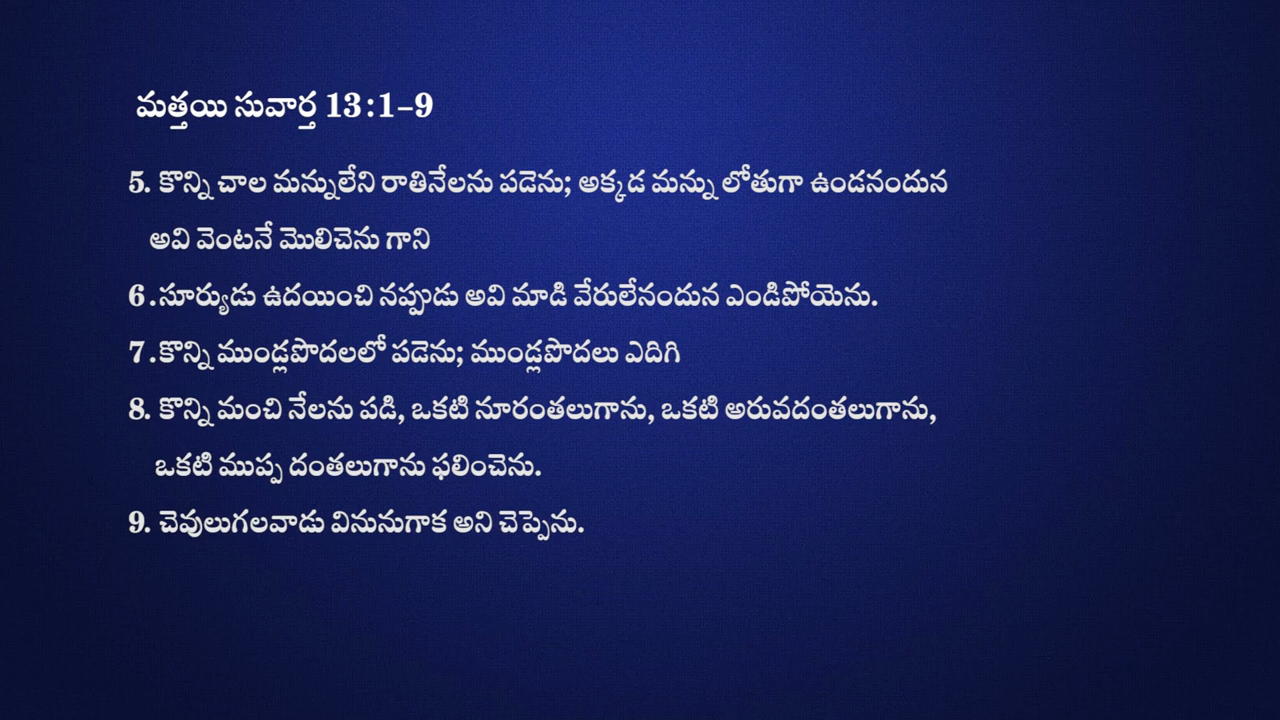 మత్తయి సువార్త 13:1-9
5. కొన్ని చాల మన్నులేని రాతినేలను పడెను; అక్కడ మన్ను లోతుగా ఉండనందున
అవి వెంటనే మొలిచెను గాని
6.సూర్యుడు ఉదయించి నప్పుడు అవి మాడి వేరులేనందున ఎండిపోయెను.
7.కొన్ని ముండ్లపొదలలో పడెను; ముండ్లపొదలు ఎదిగి
8. కొన్ని మంచి నేలను పడి, ఒకటి నూరంతలుగాను, ఒకటి అరువదంతలుగాను,
ఒకటి ముప్ప దంతలుగాను ఫలించెను.
9. చెవులుగలవాడు వినునుగాక అని చెప్పెను.